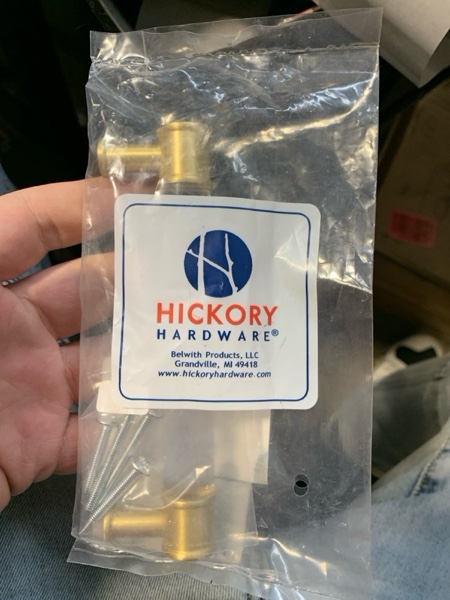 HICKORY
HARDWARE®
Belwith Products, LLC
Grandville, MI 49418
www.hickoryhardware.com